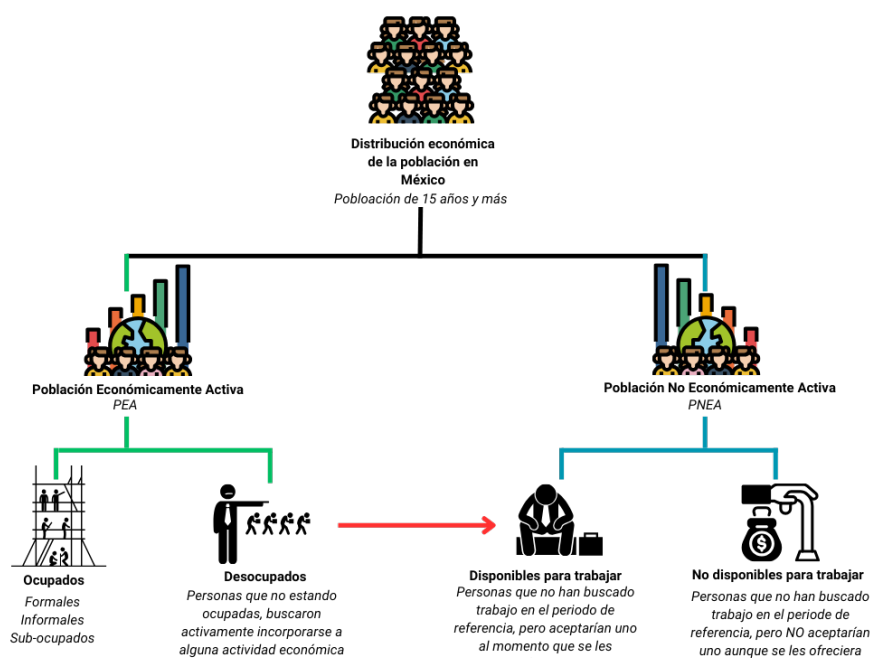 Distribución económica
de la población en
México
Pobloación de 15 años y más
Población Económicamente Activa
PEA
Población No Económicamente Activa
PNEA
Ocupados
Formales
Informales
Sub-ocupados
Desocupados
Personas que no estando
ocupadas, buscaron
activamente incorporarse a
alguna actividad económica
Disponibles para trabajar
Personas que no han buscado
trabajo en el periodo de
referencia, pero aceptarían uno
al momento que se les
No disponibles para trabajar
Personas que no han buscado
trabajo en el periode de
referencia, pero NO aceptarían
uno aunque se les ofreciera